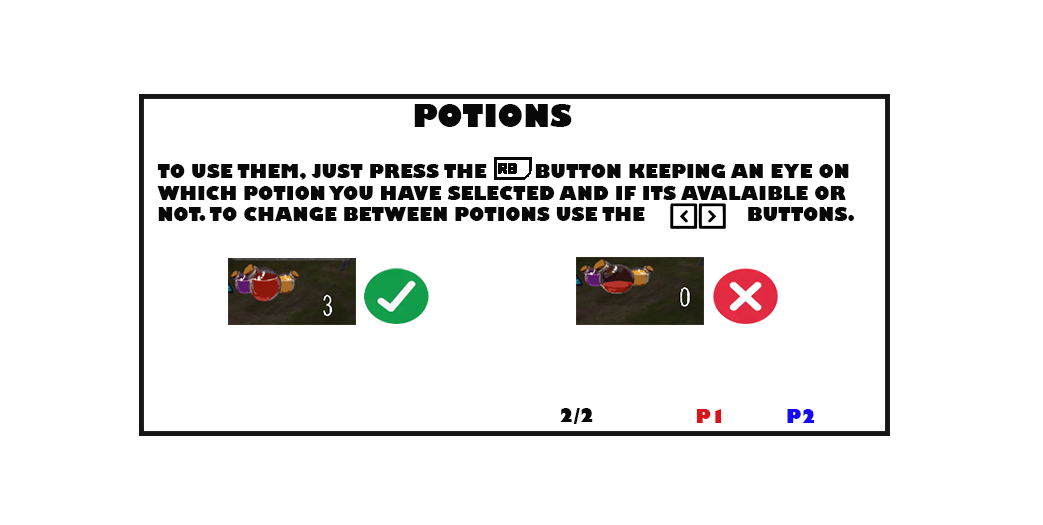 POTIONS
TO USE THEM, JUST PRESS THE RB BUTTON KEEPING AN EYE ON
WHICH POTION YOU HAVE SELECTED AND IF ITS AVALAIBLE OR
NOT. TO CHANGE BETWEEN POTIONS USE THE < > BUTTONS.
3 0
2/2 P1 P2